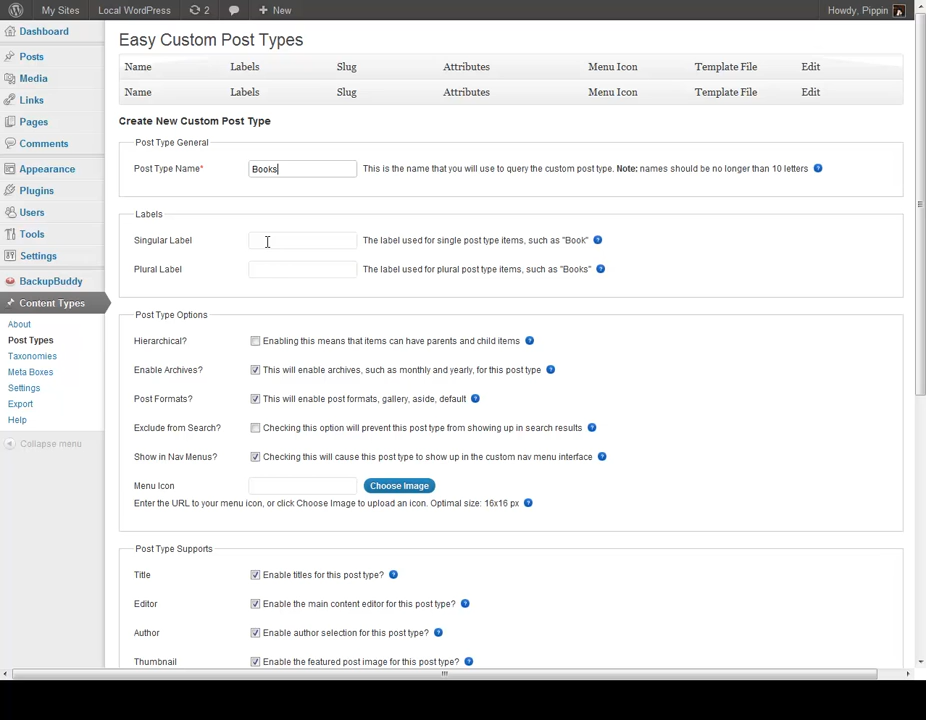 My Sites Local WordPress 2 + New Howdy, Pippin
Dashboard
Posts
Media
Links
Pages
Comments
Appearance
Plugins
Users
Tools
Settings
BackupBuddy
Content Types
About
Post Types
Taxonomies
Meta Boxes
Settings
Export
Help
Collapse menu
Easy Custom Post Types
Name Labels Slug Attributes Menu Icon Template File Edit
Name Labels Slug Attributes Menu Icon Template File Edit
Create New Custom Post Type
Post Type General
Post Type Name* Books This is the name that you will use to query the custom post type. Note: names should be no longer than 10 letters ?
Labels
Singular Label The label used for single post type items, such as "Book" ?
Plural Label The label used for plural post type items, such as "Books" ?
Post Type Options
Hierarchical? Enabling this means that items can have parents and child items ?
Enable Archives? This will enable archives, such as monthly and yearly, for this post type ?
Post Formats? This will enable post formats, gallery, aside, default ?
Exclude from Search? Checking this option will prevent this post type from showing up in search results ?
Show in Nav Menus? Checking this will cause this post type to show up in the custom nav menu interface ?
Menu Icon Choose Image
Enter the URL to your menu icon, or click Choose Image to upload an icon. Optimal size: 16x16 px ?
Post Type Supports
Title Enable titles for this post type? ?
Editor Enable the main content editor for this post type? ?
Author Enable author selection for this post type? ?
Thumbnail Enable the featured post image for this post type? ?